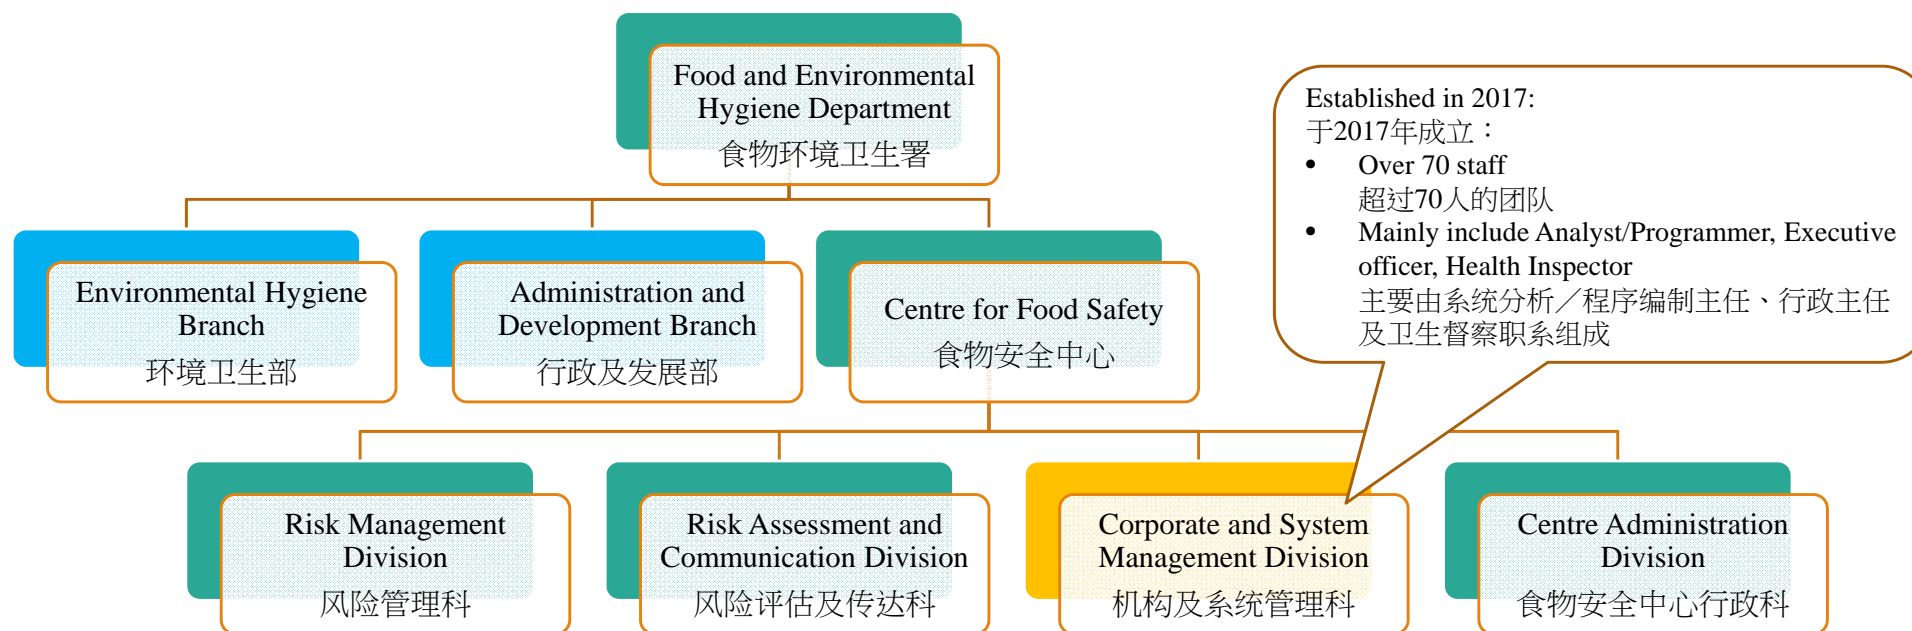 Food and Environmental
Hygiene Department
食物环境卫生署
Established in 2017:
于2017年成立：
• Over 70 staff
超过70人的团队
• Mainly include Analyst/Programmer, Executive
officer, Health Inspector
主要由系统分析／程序编制主任、行政主任
及卫生督察职系组成
Environmental Hygiene
Branch
环境卫生部
Administration and
Development Branch
行政及发展部
Centre for Food Safety
食物安全中心
Risk Management
Division
风险管理科
Risk Assessment and
Communication Division
风险评估及传达科
Corporate and System
Management Division
机构及系统管理科
Centre Administration
Division
食物安全中心行政科